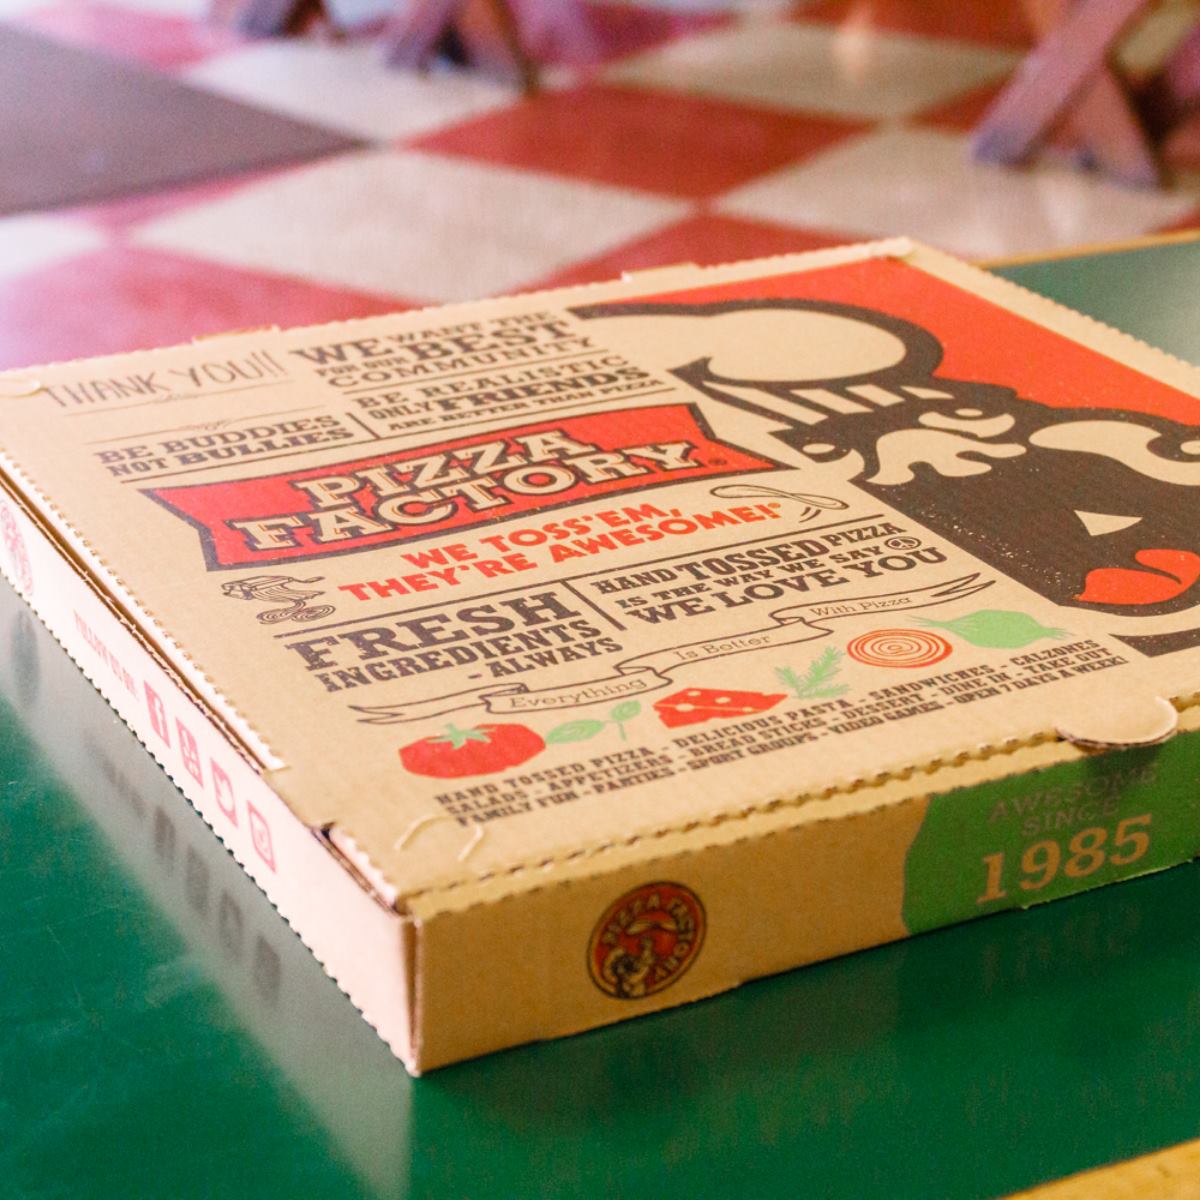 THANK YOU!!
WE WANT THE
FOR OUR BEST
COMMUNITY
BE BUDDIES
NOT BULLIES
BE REALISTIC
ONLY FRIENDS
ARE BETTER THAN PIZZA
PIZZA
FACTORY®
WE TOSS'EM,
THEY'RE AWESOME!®
FRESH
INGREDIENTS
- ALWAYS
HAND TOSSED PIZZA
IS THE WAY WE SAY
WE LOVE YOU
Everything Is Better With Pizza
HAND TOSSED PIZZA - DELICIOUS PASTA - SANDWICHES - CALZONES
SALADS - APPETIZERS - BREAD STICKS - DESSERT - DINE IN - TAKE OUT
FAMILY FUN - PARTIES - SPORT GROUPS - VIDEO GAMES - OPEN 7 DAYS A WEEK!
FOLLOW US ON:
PIZZA FACTORY
AWESOME
SINCE
1985